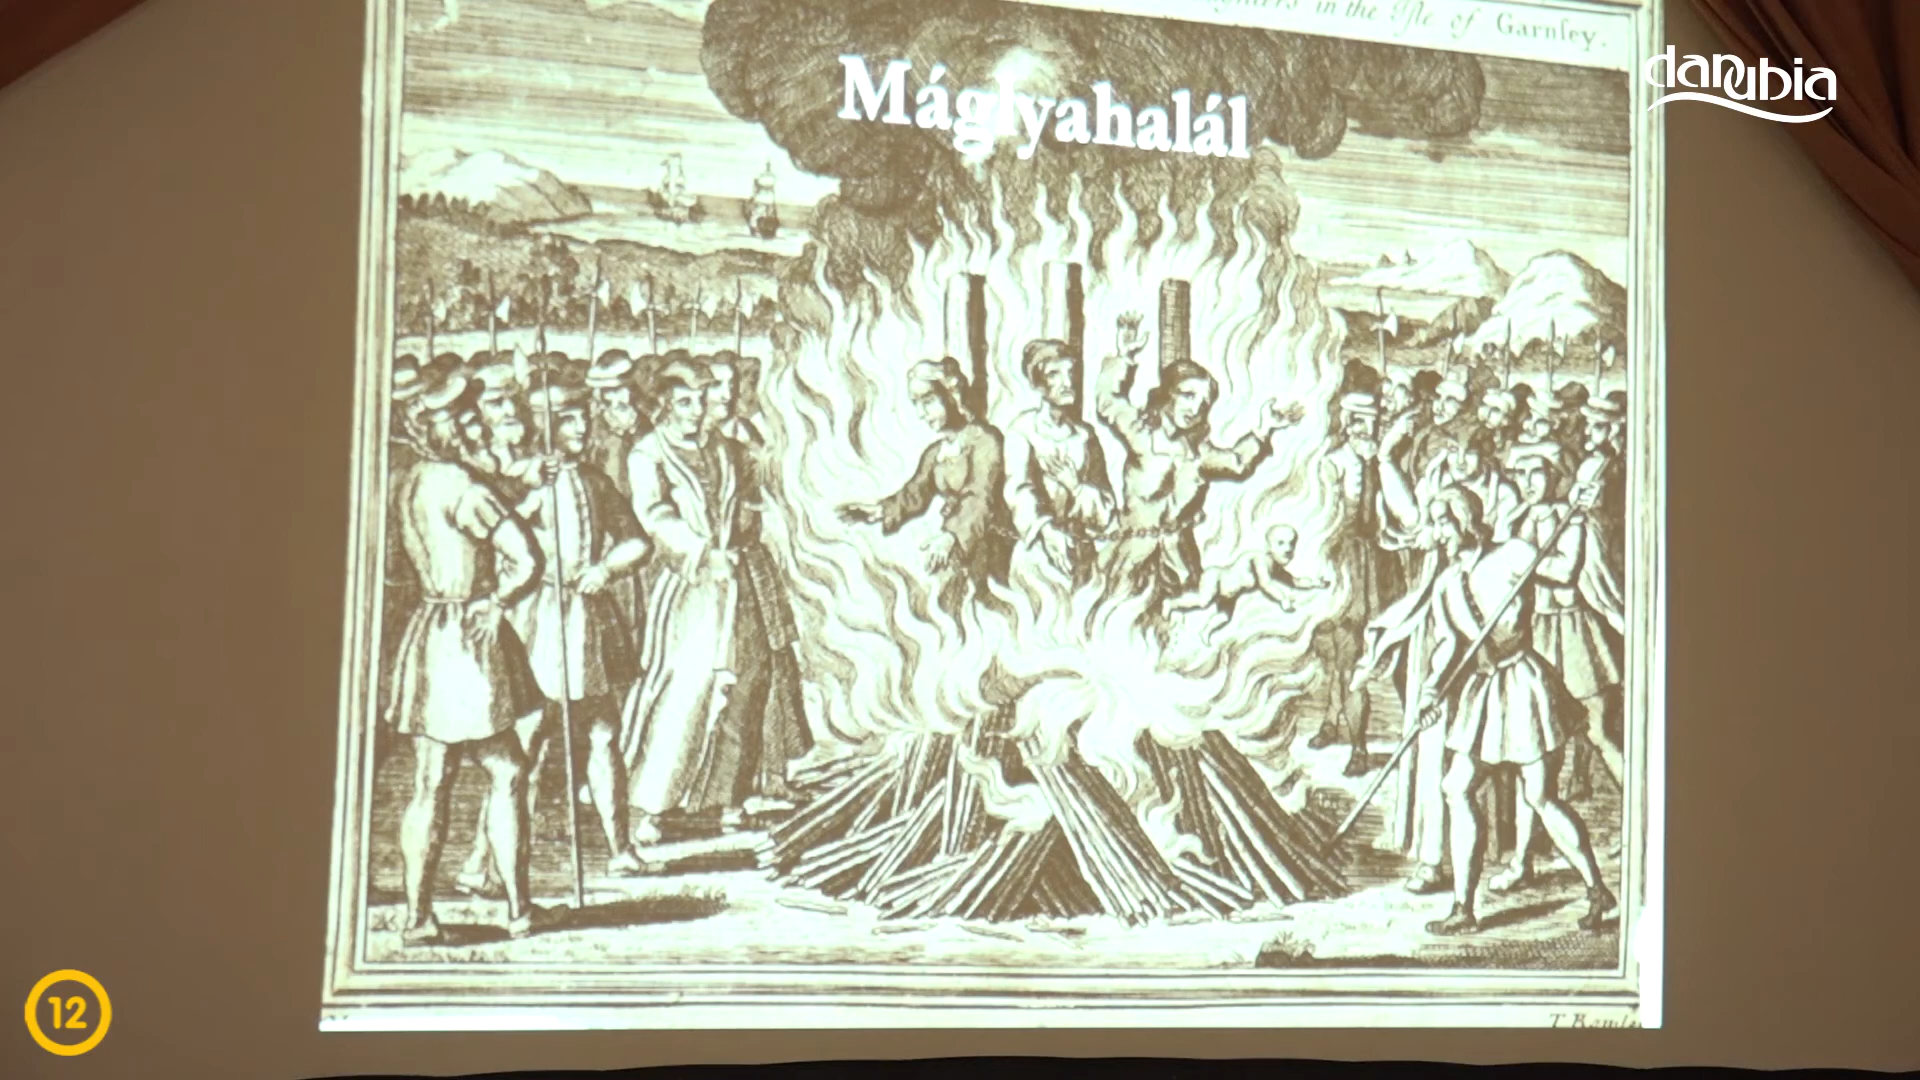 in the Isle of Garnsey.
danubia
Máglyahalál
12